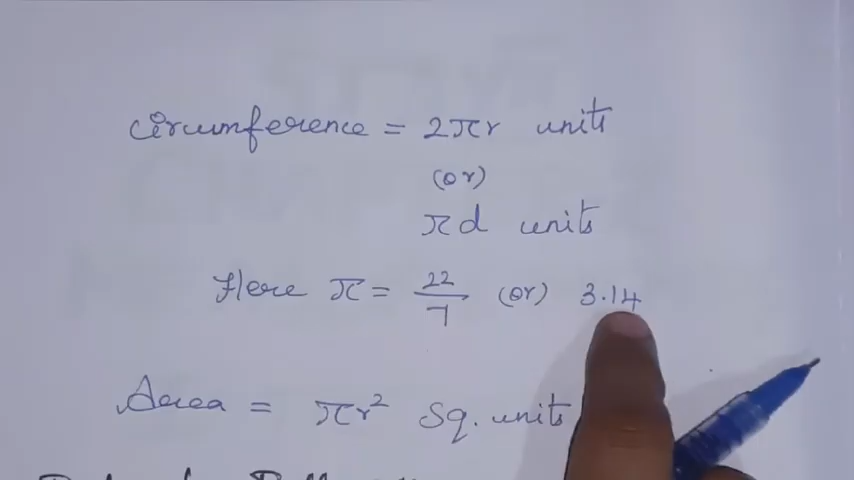 Circumference = 2πr units
(or)
πd units
Here π = 22/7 (or) 3.14
Area = πr² Sq. units